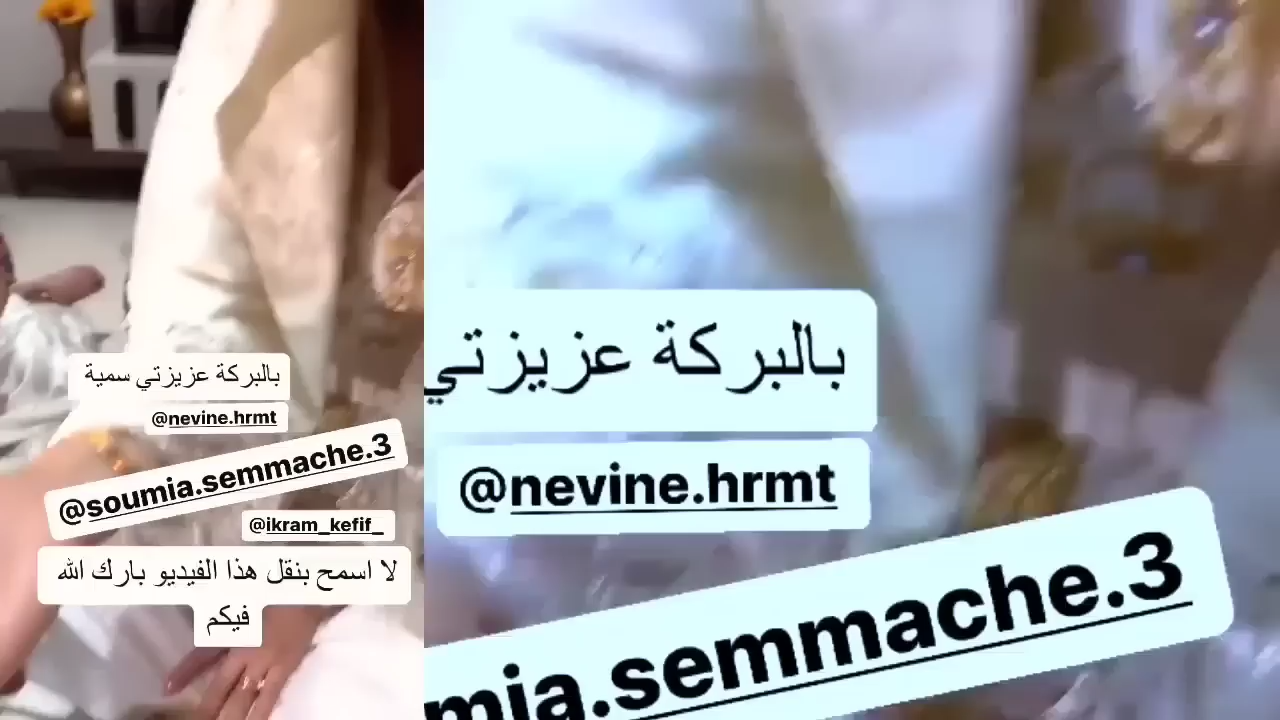 بالبركة عزيزتي سمية
@nevine.hrmt
@soumia.semmache.3
@ikram_kefif_
لا اسمح بنقل هذا الفيديو بارك الله
فيكم
بالبركة عزيزتي
@nevine.hrmt
mia.semmache.3